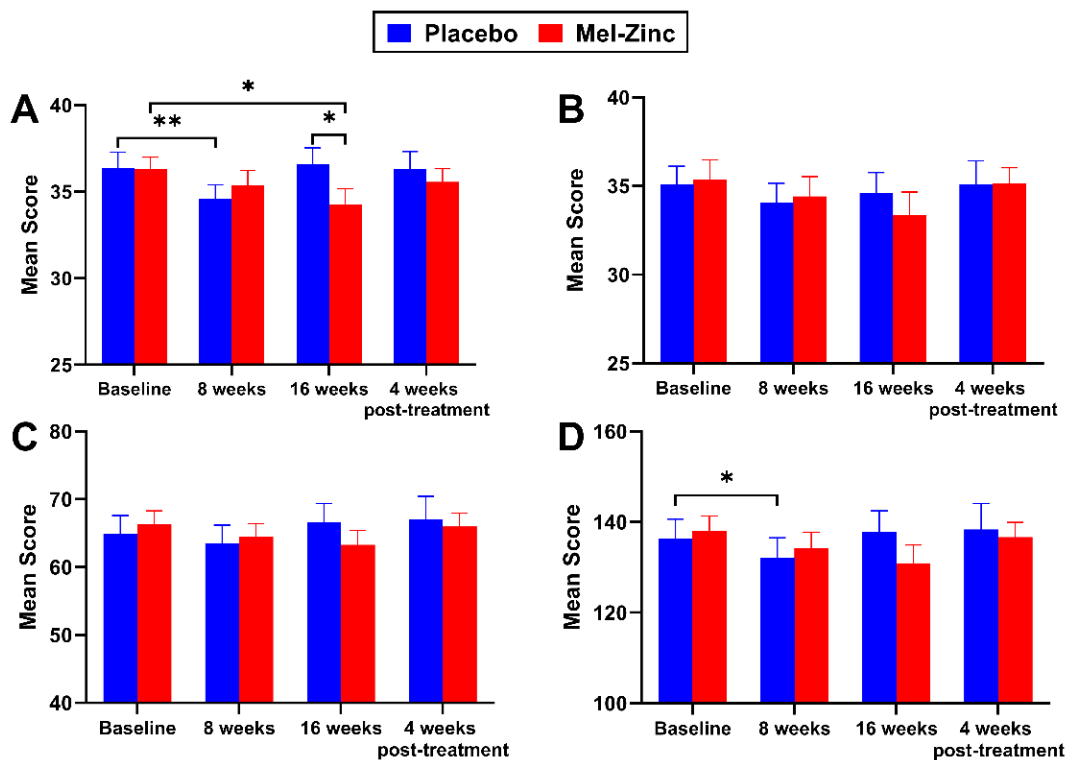 Placebo Mel-Zinc
A
Mean Score
40
35
30
25
**
*
*
Baseline 8 weeks 16 weeks 4 weeks
post-treatment
B
Mean Score
40
35
30
25
Baseline 8 weeks 16 weeks 4 weeks
post-treatment
C
Mean Score
80
70
60
50
40
Baseline 8 weeks 16 weeks 4 weeks
post-treatment
D
Mean Score
160
140
120
100
*
Baseline 8 weeks 16 weeks 4 weeks
post-treatment